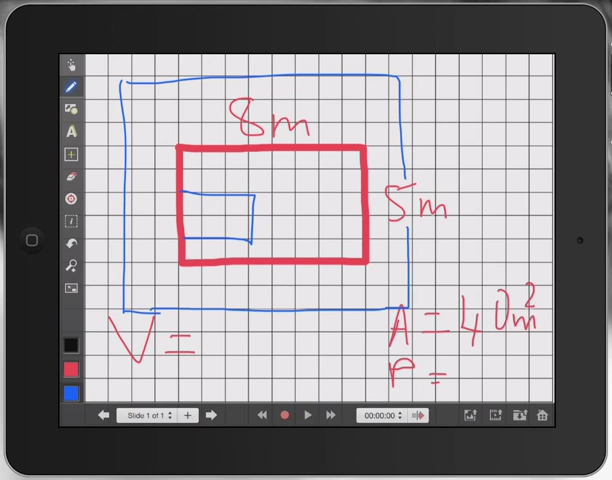 8m
5m
V =
A = 40m²
P =
Slide 1 of 1
00:00:00
A